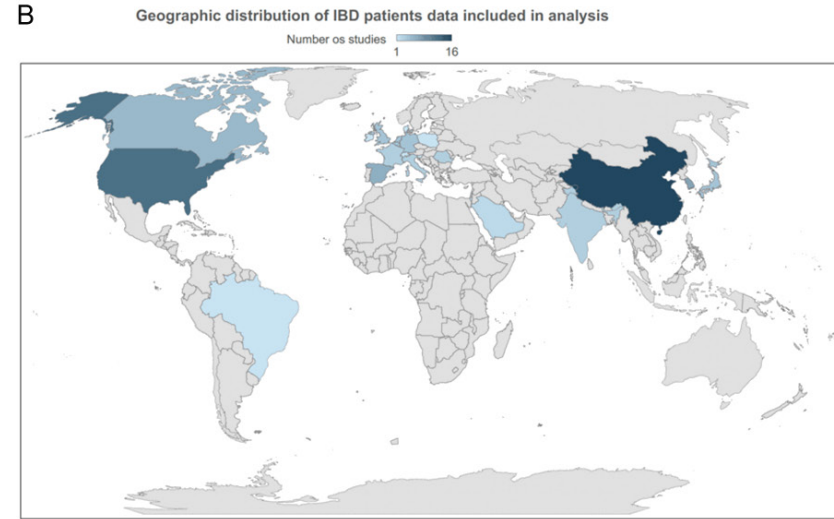 B
Geographic distribution of IBD patients data included in analysis
Number os studies
1 16